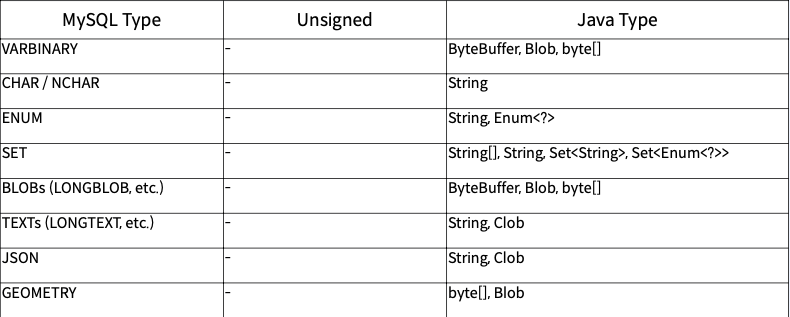 MySQL Type Unsigned Java Type
VARBINARY - ByteBuffer, Blob, byte[]
CHAR / NCHAR - String
ENUM - String, Enum<?>
SET - String[], String, Set<String>, Set<Enum<?>>
BLOBs (LONGBLOB, etc.) - ByteBuffer, Blob, byte[]
TEXTs (LONGTEXT, etc.) - String, Clob
JSON - String, Clob
GEOMETRY - byte[], Blob